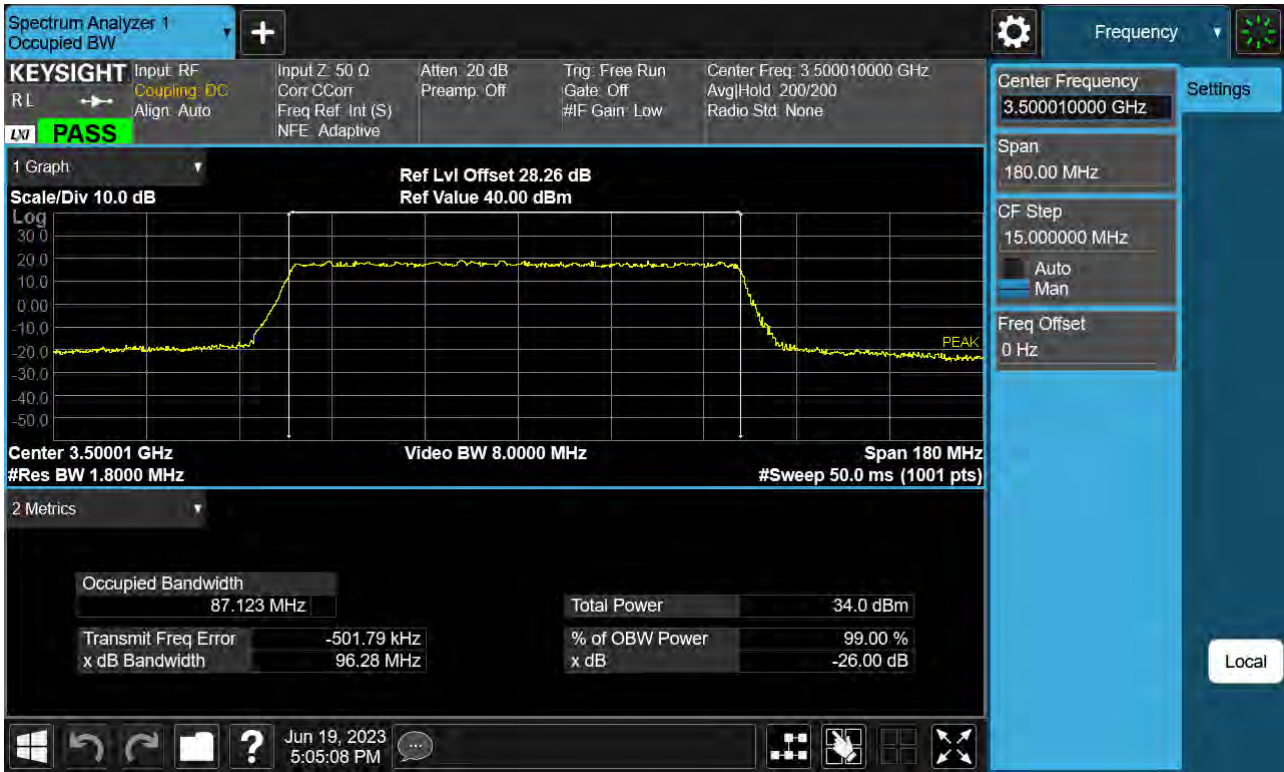 Spectrum Analyzer 1
Occupied BW
+
Frequency
KEYSIGHT
RL
LXI
PASS
Input: RF
Coupling: DC
Align: Auto
Input Z: 50 Ω
Corr CCorr
Freq Ref: Int (S)
NFE: Adaptive
Atten: 20 dB
Preamp: Off
Trig: Free Run
Gate: Off
#IF Gain: Low
Center Freq: 3.500010000 GHz
Avg|Hold: 200/200
Radio Std: None
Center Frequency
3.500010000 GHz
Settings
Span
180.00 MHz
CF Step
15.000000 MHz
Auto
Man
Freq Offset
0 Hz
1 Graph
Scale/Div 10.0 dB
Ref Lvl Offset 28.26 dB
Ref Value 40.00 dBm
Log
30.0
20.0
10.0
0.00
-10.0
-20.0
-30.0
-40.0
-50.0
PEAK
Center 3.50001 GHz
#Res BW 1.8000 MHz
Video BW 8.0000 MHz
Span 180 MHz
#Sweep 50.0 ms (1001 pts)
2 Metrics
Occupied Bandwidth
87.123 MHz
Transmit Freq Error -501.79 kHz
x dB Bandwidth 96.28 MHz
Total Power 34.0 dBm
% of OBW Power 99.00 %
x dB -26.00 dB
Local
?
Jun 19, 2023
5:05:08 PM